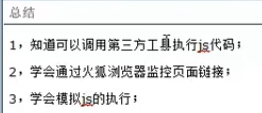 总结
1，知道可以调用第三方工具执行js代码；
2，学会通过火狐浏览器监控页面链接；
3，学会模拟js的执行；